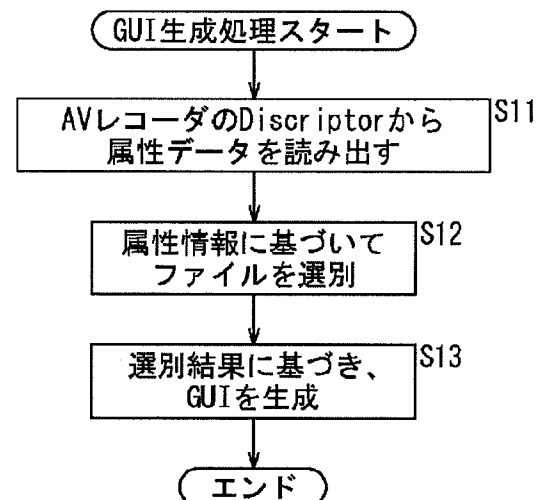 GUI生成処理スタート
AVレコーダのDiscriptorから
属性データを読み出す
S11
属性情報に基づいて
ファイルを選別
S12
選別結果に基づき、
GUIを生成
S13
エンド